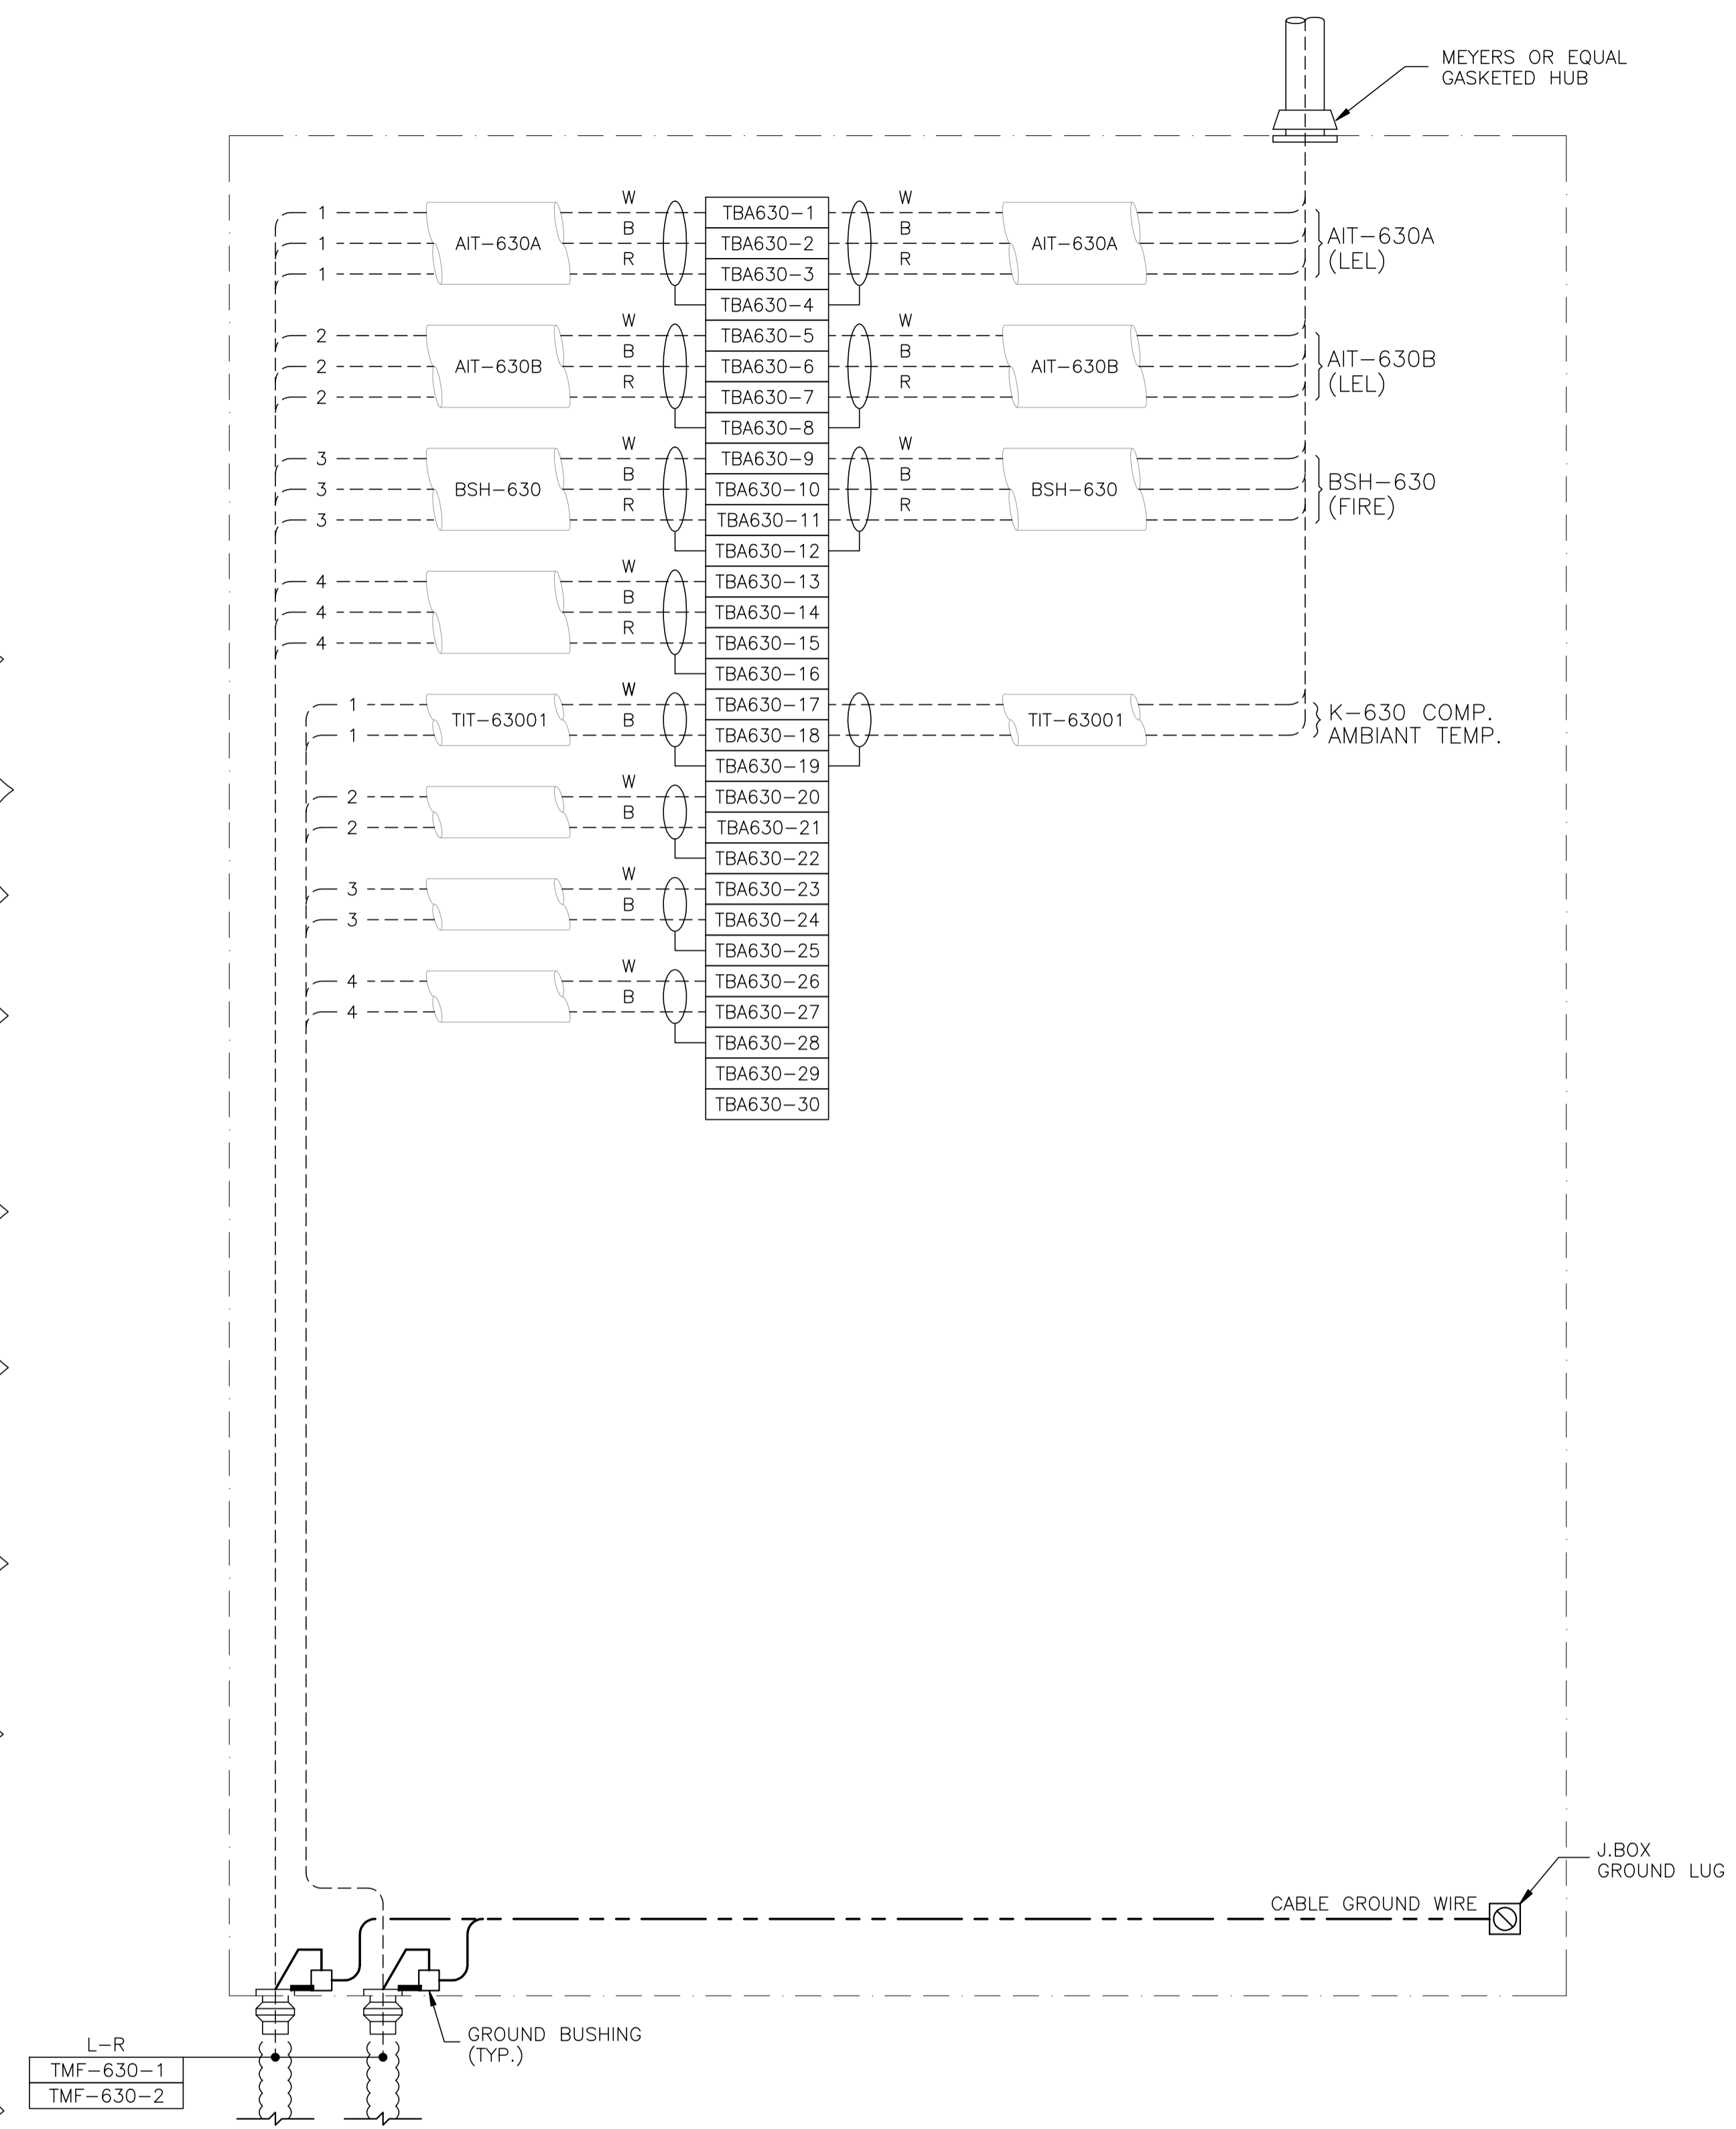 MEYERS OR EQUAL
GASKETED HUB
W W
1 AIT-630A TBA630-1 AIT-630A AIT-630A
B B
1 TBA630-2 (LEL)
R R
1 TBA630-3
TBA630-4
W W
2 AIT-630B TBA630-5 AIT-630B AIT-630B
B B
2 TBA630-6 (LEL)
R R
2 TBA630-7
TBA630-8
W W
3 BSH-630 TBA630-9 BSH-630 BSH-630
B B
3 TBA630-10 (FIRE)
R R
3 TBA630-11
TBA630-12
W
4 TBA630-13
B
4 TBA630-14
R
4 TBA630-15
TBA630-16
W
1 TIT-63001 TBA630-17 TIT-63001 K-630 COMP.
B
1 TBA630-18 AMBIANT TEMP.
TBA630-19
W
2 TBA630-20
B
2 TBA630-21
TBA630-22
W
3 TBA630-23
B
3 TBA630-24
TBA630-25
W
4 TBA630-26
B
4 TBA630-27
TBA630-28
TBA630-29
TBA630-30
J.BOX
GROUND LUG
CABLE GROUND WIRE
GROUND BUSHING
(TYP.)
L-R
TMF-630-1
TMF-630-2